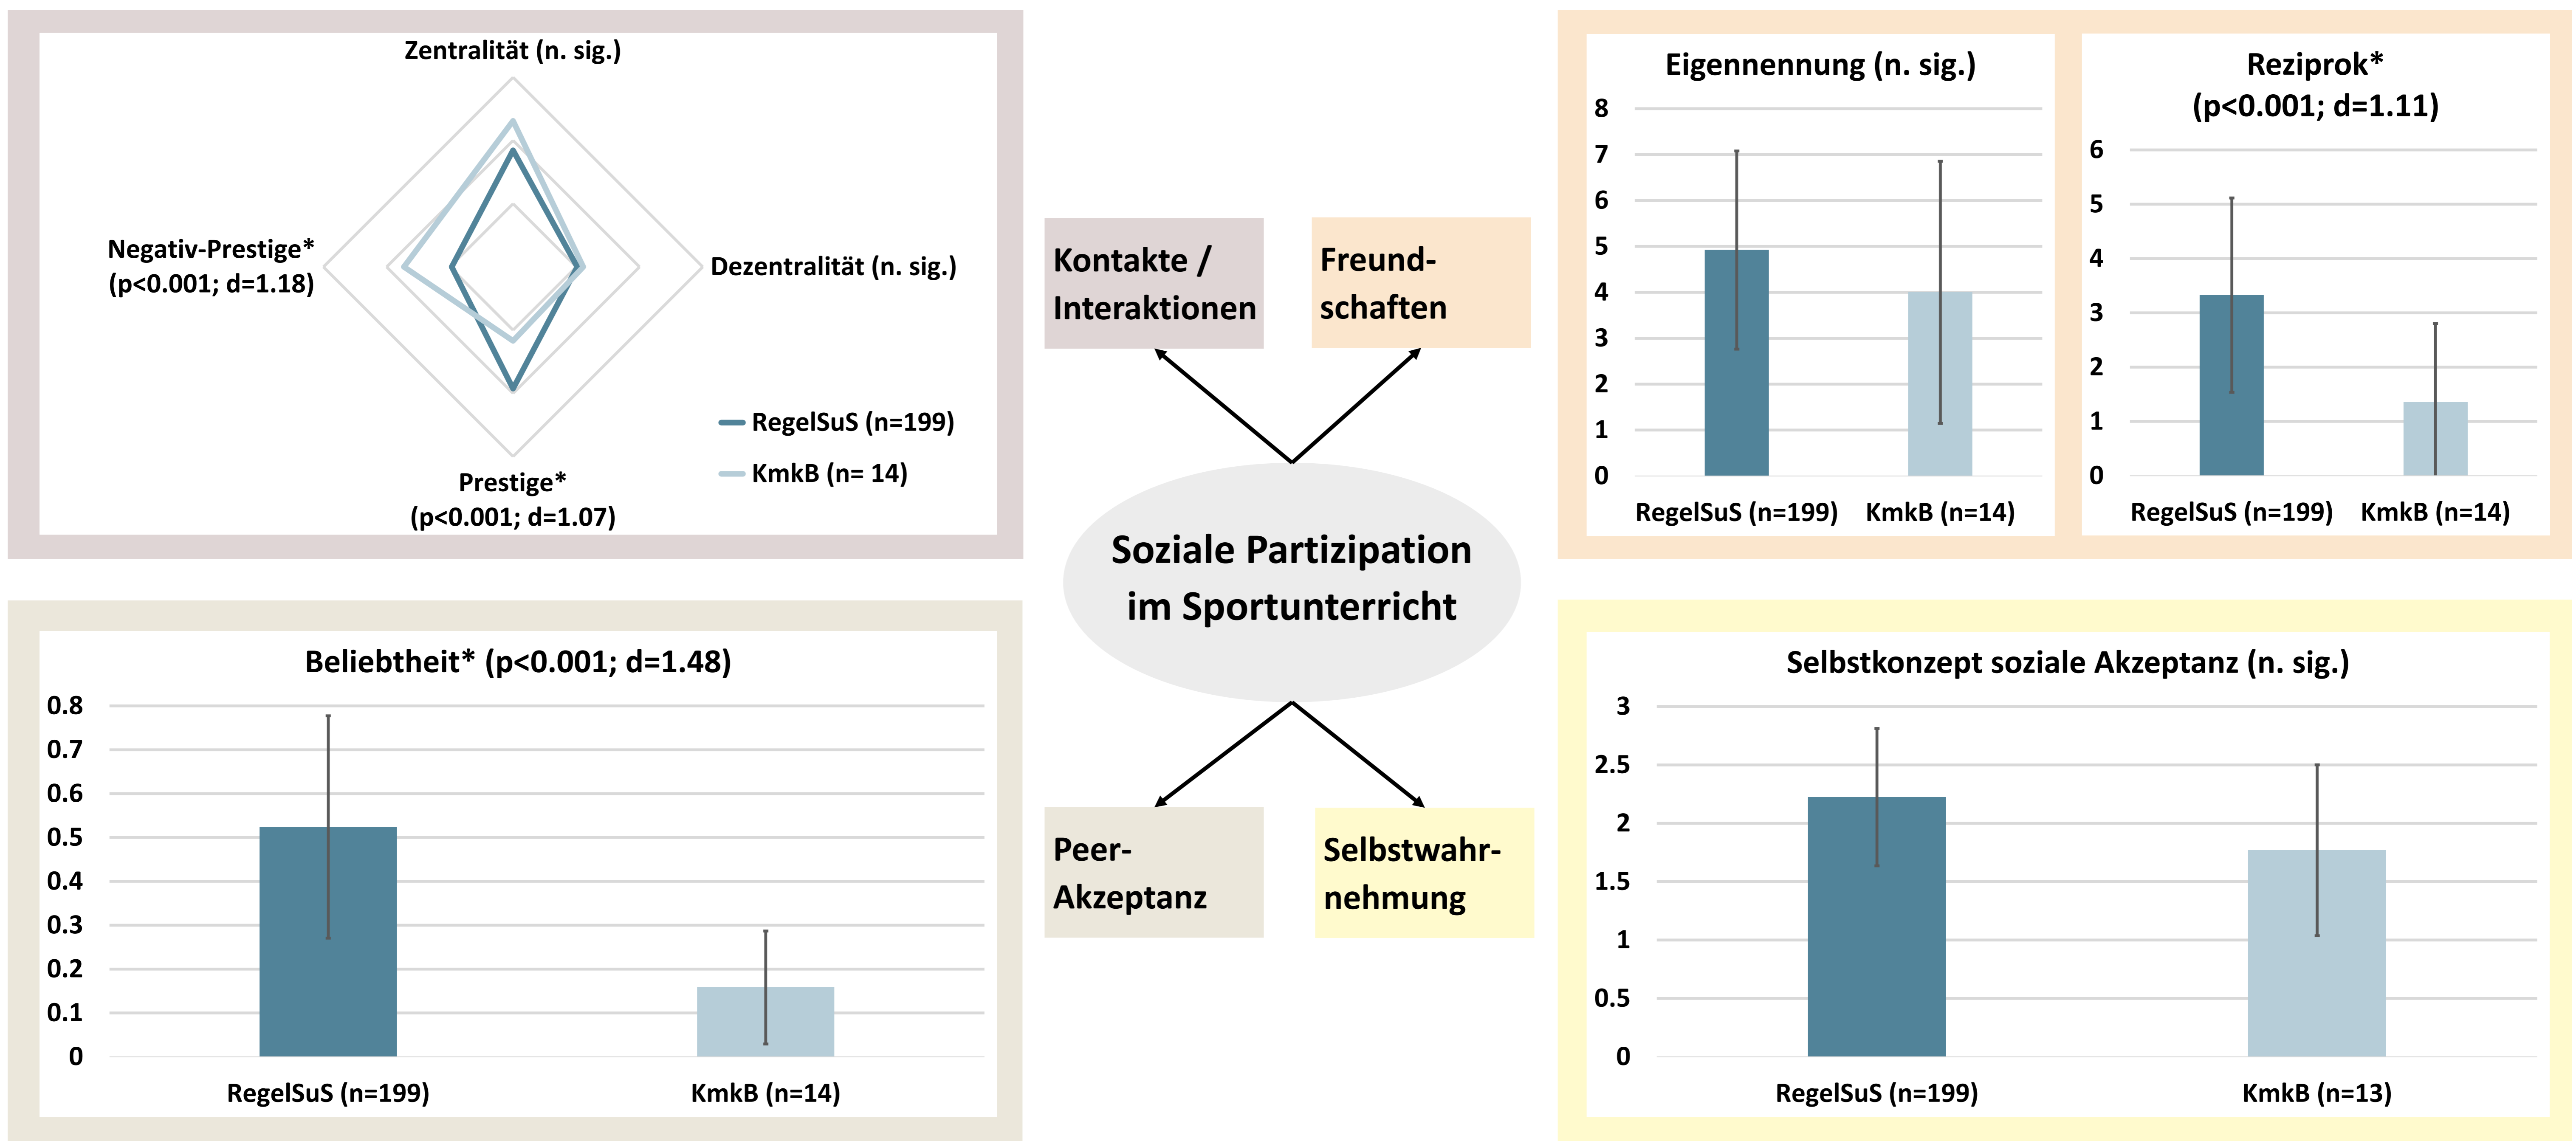 Zentralität (n. sig.)
Negativ-Prestige*
(p<0.001; d=1.18)
Dezentralität (n. sig.)
RegelSuS (n=199)
KmkB (n= 14)
Prestige*
(p<0.001; d=1.07)
Kontakte /
Interaktionen
Freund-
schaften
Eigennennung (n. sig.)
8
7
6
5
4
3
2
1
0
RegelSuS (n=199) KmkB (n=14)
Reziprok*
(p<0.001; d=1.11)
6
5
4
3
2
1
0
RegelSuS (n=199) KmkB (n=14)
Soziale Partizipation
im Sportunterricht
Beliebtheit* (p<0.001; d=1.48)
0.8
0.7
0.6
0.5
0.4
0.3
0.2
0.1
0
RegelSuS (n=199) KmkB (n=14)
Peer-
Akzeptanz
Selbstwahr-
nehmung
Selbstkonzept soziale Akzeptanz (n. sig.)
3
2.5
2
1.5
1
0.5
0
RegelSuS (n=199) KmkB (n=13)